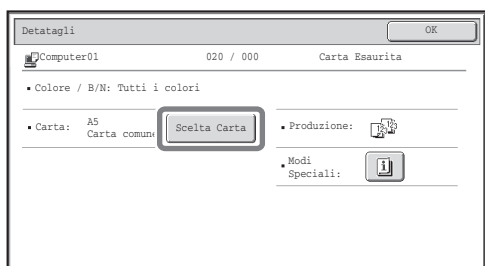 Detatagli OK
Computer01 020 / 000 Carta Esaurita
▪ Colore / B/N: Tutti i colori
▪ Carta: A5
Carta comune
Scelta Carta
▪ Produzione:
▪ Modi
Speciali: